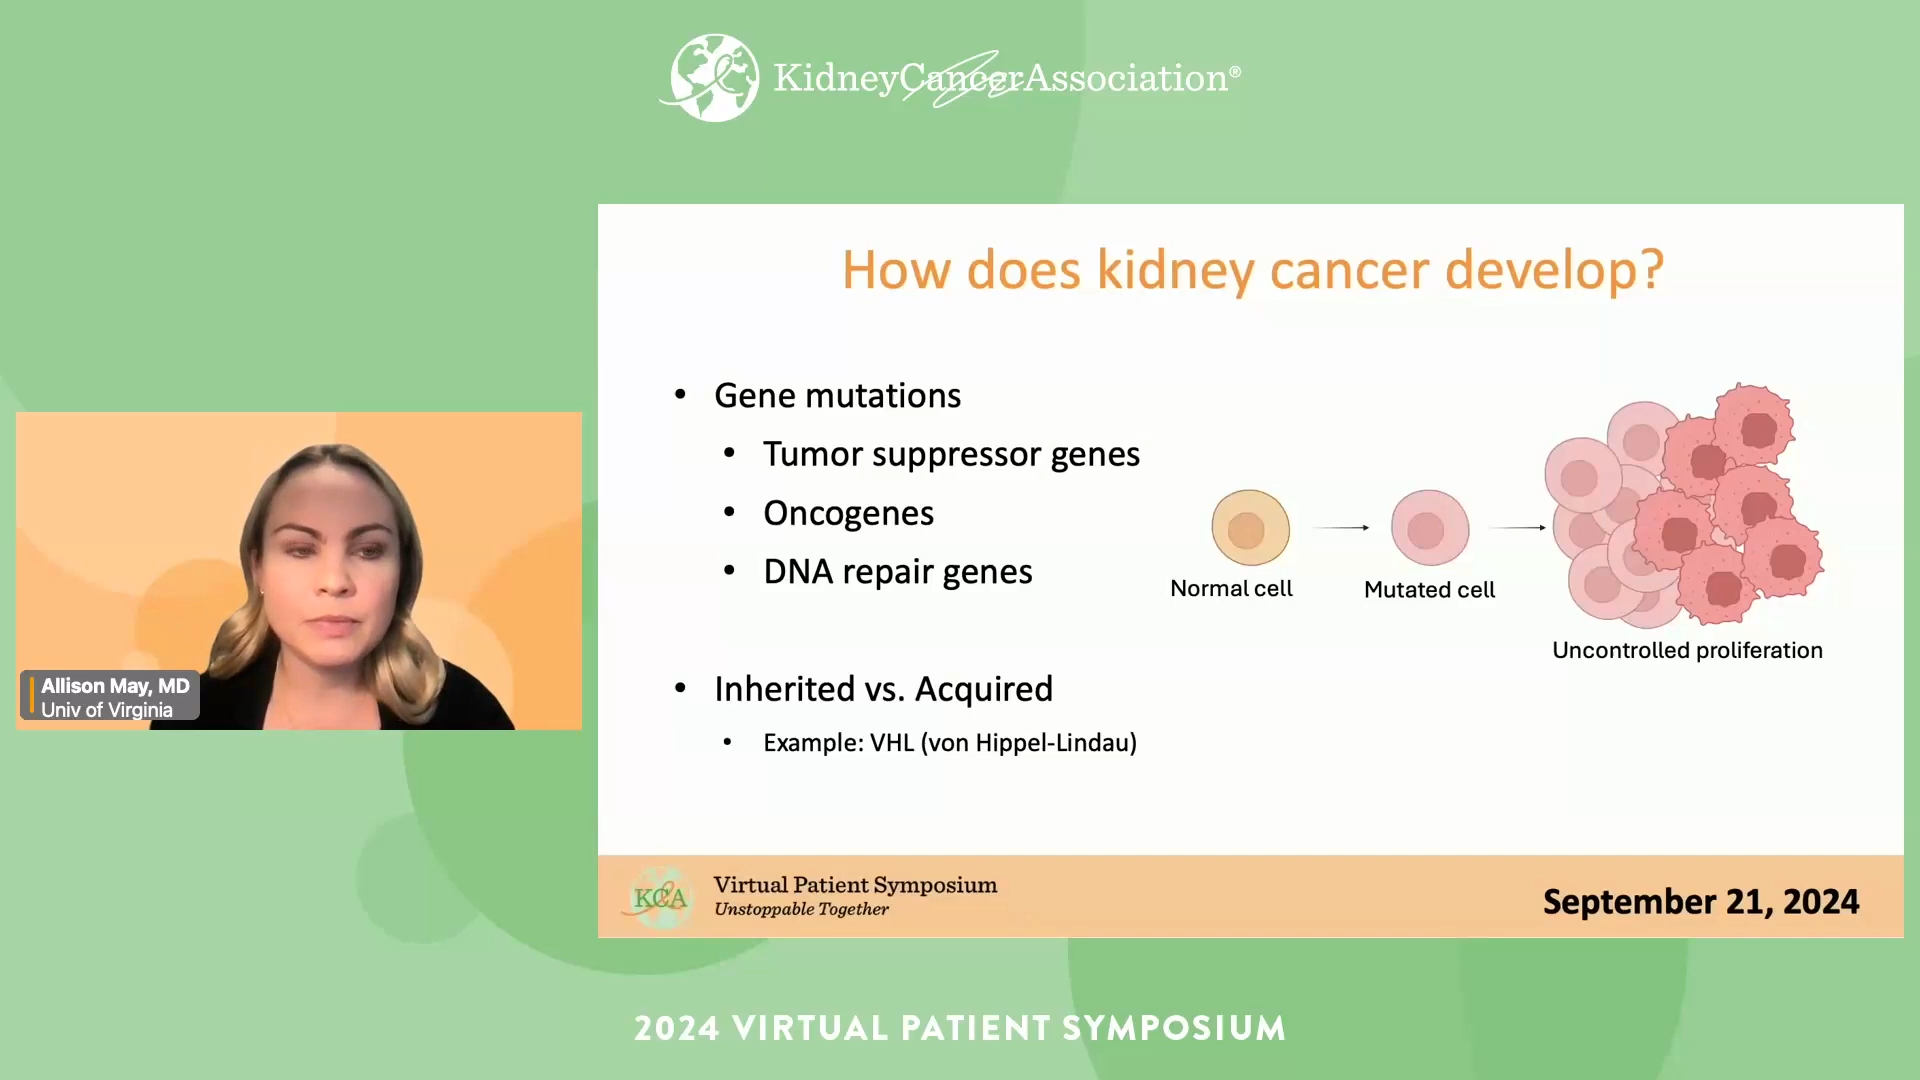 KidneyCancerAssociation®
How does kidney cancer develop?
• Gene mutations
• Tumor suppressor genes
• Oncogenes
• DNA repair genes
• Inherited vs. Acquired
• Example: VHL (von Hippel-Lindau)
Normal cell
Mutated cell
Uncontrolled proliferation
Allison May, MD
Univ of Virginia
KCA
Virtual Patient Symposium
Unstoppable Together
September 21, 2024
2024 VIRTUAL PATIENT SYMPOSIUM